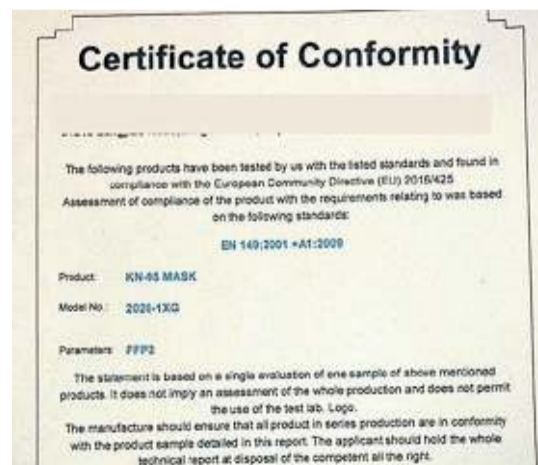 Certificate of Conformity
The following products have been tested by us with the listed standards and found in
compliance with the European Community Directive (EU) 2016/425
Assessment of compliance of the product with the requirements relating to was based
on the following standards:
EN 149:2001 +A1:2009
Product: KN-95 MASK
Model No.: 2026-1XG
Parameters FFP2
The statement is based on a single evaluation of one sample of above mentioned
products. It does not imply an assessment of the whole production and does not permit
the use of the test lab. Logo.
The manufacture should ensure that all product in series production are in conformity
with the product sample detailed in this report. The applicant should hold the whole
technical report at disposal of the competent all the right.